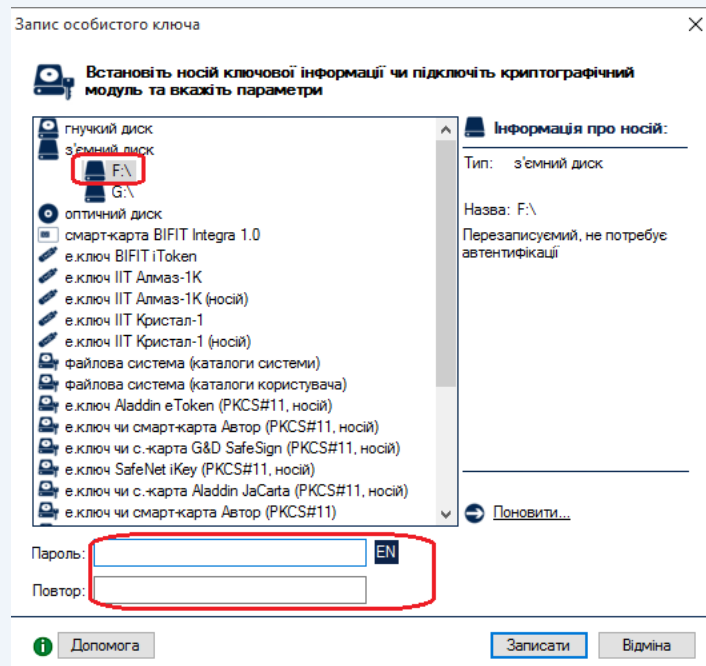 Запис особистого ключа
Встановіть носій ключової інформації чи підключіть криптографічний
модуль та вкажіть параметри
гнучкий диск
з'ємний диск
F:\
G:\
оптичний диск
смарт-карта BIFIT Integra 1.0
е.ключ BIFIT iToken
е.ключ ІІТ Алмаз-1К
е.ключ ІІТ Алмаз-1К (носій)
е.ключ ІІТ Кристал-1
е.ключ ІІТ Кристал-1 (носій)
файлова система (каталоги системи)
файлова система (каталоги користувача)
е.ключ Aladdin eToken (PKCS#11, носій)
е.ключ чи смарт-карта Автор (PKCS#11, носій)
е.ключ чи с.-карта G&D SafeSign (PKCS#11, носій)
е.ключ SafeNet iKey (PKCS#11, носій)
е.ключ чи с.-карта Aladdin JaCarta (PKCS#11, носій)
е.ключ чи смарт-карта Автор (PKCS#11)
Інформація про носій:
Тип: з'ємний диск
Назва: F:\
Перезаписуємий, не потребує
автентифікації
Поновити...
Пароль: EN
Повтор:
Допомога
Записати
Відміна